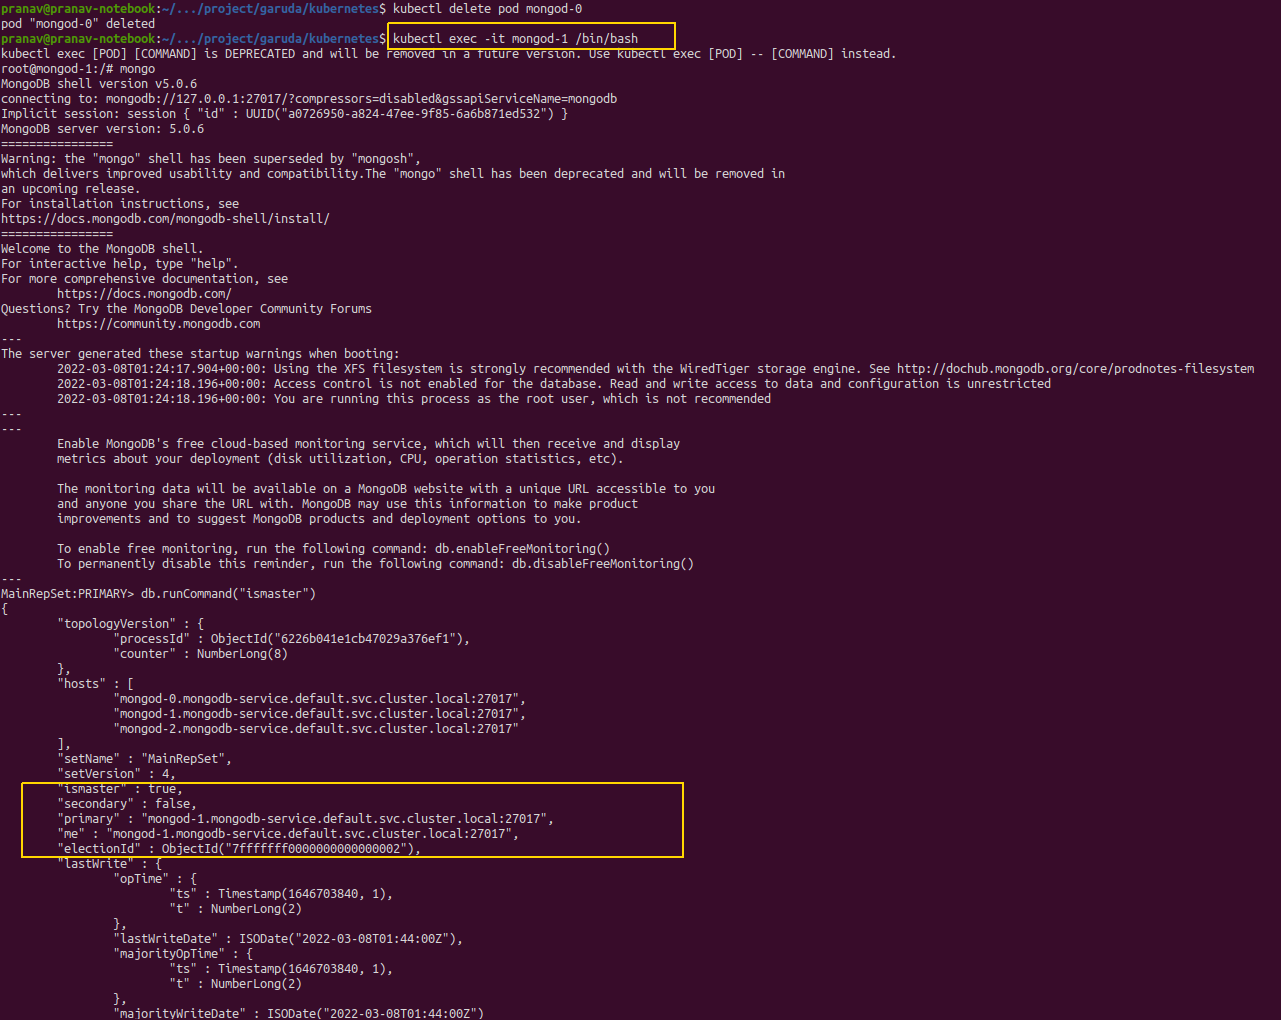 pranav@pranav-notebook:~/.../project/garuda/kubernetes$ kubectl delete pod mongod-0
pod "mongod-0" deleted
pranav@pranav-notebook:~/.../project/garuda/kubernetes$ kubectl exec -it mongod-1 /bin/bash
kubectl exec [POD] [COMMAND] is DEPRECATED and will be removed in a future version. Use kubectl exec [POD] -- [COMMAND] instead.
root@mongod-1:/# mongo
MongoDB shell version v5.0.6
connecting to: mongodb://127.0.0.1:27017/?compressors=disabled&gssapiServiceName=mongodb
Implicit session: session { "id" : UUID("a0726950-a824-47ee-9f85-6a6b871ed532") }
MongoDB server version: 5.0.6
================
Warning: the "mongo" shell has been superseded by "mongosh",
which delivers improved usability and compatibility.The "mongo" shell has been deprecated and will be removed in
an upcoming release.
For installation instructions, see
https://docs.mongodb.com/mongodb-shell/install/
================
Welcome to the MongoDB shell.
For interactive help, type "help".
For more comprehensive documentation, see
        https://docs.mongodb.com/
Questions? Try the MongoDB Developer Community Forums
        https://community.mongodb.com
---
The server generated these startup warnings when booting:
        2022-03-08T01:24:17.904+00:00: Using the XFS filesystem is strongly recommended with the WiredTiger storage engine. See http://dochub.mongodb.org/core/prodnotes-filesystem
        2022-03-08T01:24:18.196+00:00: Access control is not enabled for the database. Read and write access to data and configuration is unrestricted
        2022-03-08T01:24:18.196+00:00: You are running this process as the root user, which is not recommended
---
---
        Enable MongoDB's free cloud-based monitoring service, which will then receive and display
        metrics about your deployment (disk utilization, CPU, operation statistics, etc).

        The monitoring data will be available on a MongoDB website with a unique URL accessible to you
        and anyone you share the URL with. MongoDB may use this information to make product
        improvements and to suggest MongoDB products and deployment options to you.

        To enable free monitoring, run the following command: db.enableFreeMonitoring()
        To permanently disable this reminder, run the following command: db.disableFreeMonitoring()
---
MainRepSet:PRIMARY> db.runCommand("ismaster")
{
        "topologyVersion" : {
                "processId" : ObjectId("6226b041e1cb47029a376ef1"),
                "counter" : NumberLong(8)
        },
        "hosts" : [
                "mongod-0.mongodb-service.default.svc.cluster.local:27017",
                "mongod-1.mongodb-service.default.svc.cluster.local:27017",
                "mongod-2.mongodb-service.default.svc.cluster.local:27017"
        ],
        "setName" : "MainRepSet",
        "setVersion" : 4,
        "ismaster" : true,
        "secondary" : false,
        "primary" : "mongod-1.mongodb-service.default.svc.cluster.local:27017",
        "me" : "mongod-1.mongodb-service.default.svc.cluster.local:27017",
        "electionId" : ObjectId("7fffffff0000000000000002"),
        "lastWrite" : {
                "opTime" : {
                        "ts" : Timestamp(1646703840, 1),
                        "t" : NumberLong(2)
                },
                "lastWriteDate" : ISODate("2022-03-08T01:44:00Z"),
                "majorityOpTime" : {
                        "ts" : Timestamp(1646703840, 1),
                        "t" : NumberLong(2)
                },
                "majorityWriteDate" : ISODate("2022-03-08T01:44:00Z")